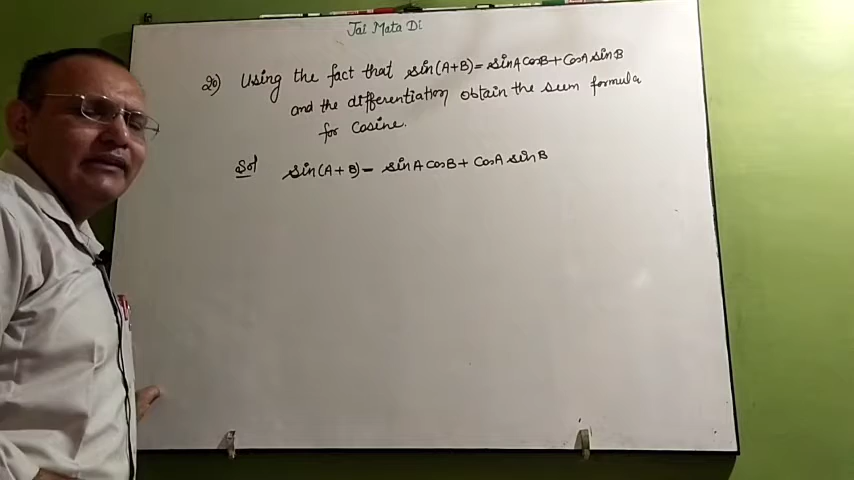 Jai Mata Di
20) Using the fact that sin(A+B)=sinA cosB+CosA sinB
and the differentiation obtain the sum formula
for Cosine.
Sol sin(A+B)= sinA cosB+ cosA sinB